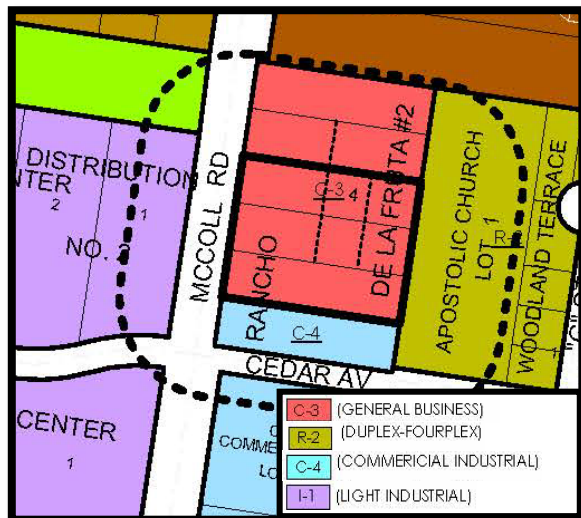 DISTRIBUTION
NTER
2
1
NO. 2
MCCOLL RD
C-3
4
RANCHO
DE LA FRUTA #2
APOSTOLIC CHURCH
LOT 1
R-
WOODLAND TERRACE
C-4
CEDAR AV
CENTER
1
COMME
LO
C-3 (GENERAL BUSINESS)
R-2 (DUPLEX-FOURPLEX)
C-4 (COMMERICIAL INDUSTRIAL)
I-1 (LIGHT INDUSTRIAL)